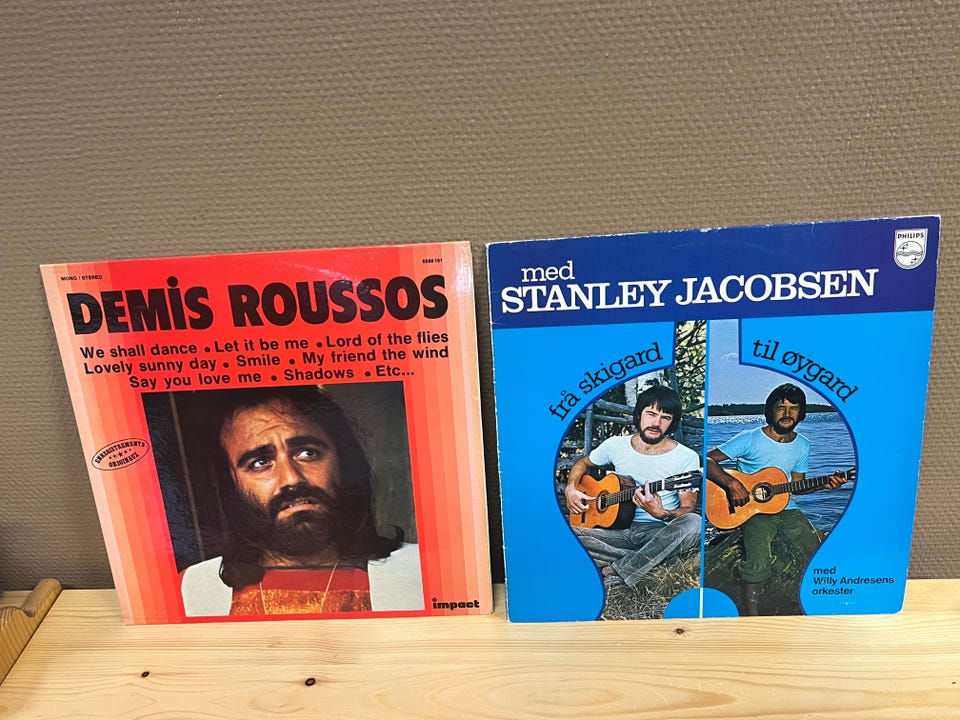 MONO / STEREO
6886 161
DEMiS ROUSSOS
We shall dance • Let it be me • Lord of the flies
Lovely sunny day • Smile • My friend the wind
Say you love me • Shadows • Etc...
ENREGISTREMENTS
ORIGINAUX
impact
med
STANLEY JACOBSEN
PHILIPS
frå skigard
til øygard
med
Willy Andresens
orkester